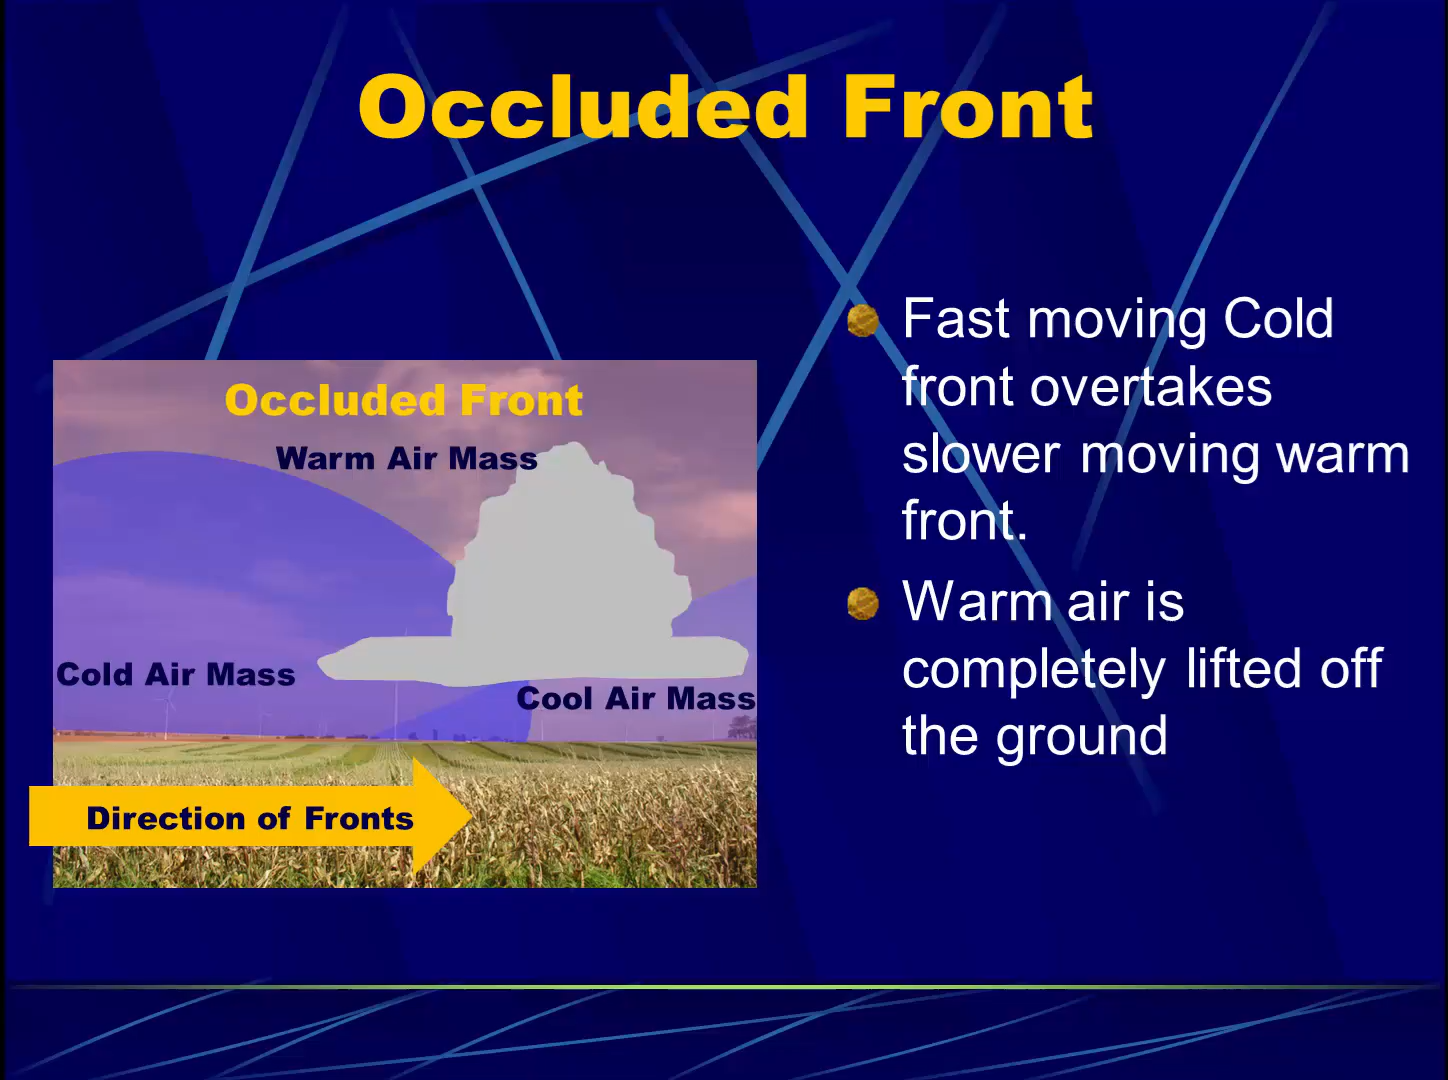 Occluded Front
Occluded Front
Warm Air Mass
Cold Air Mass
Cool Air Mass
Direction of Fronts
Fast moving Cold
front overtakes
slower moving warm
front.
Warm air is
completely lifted off
the ground